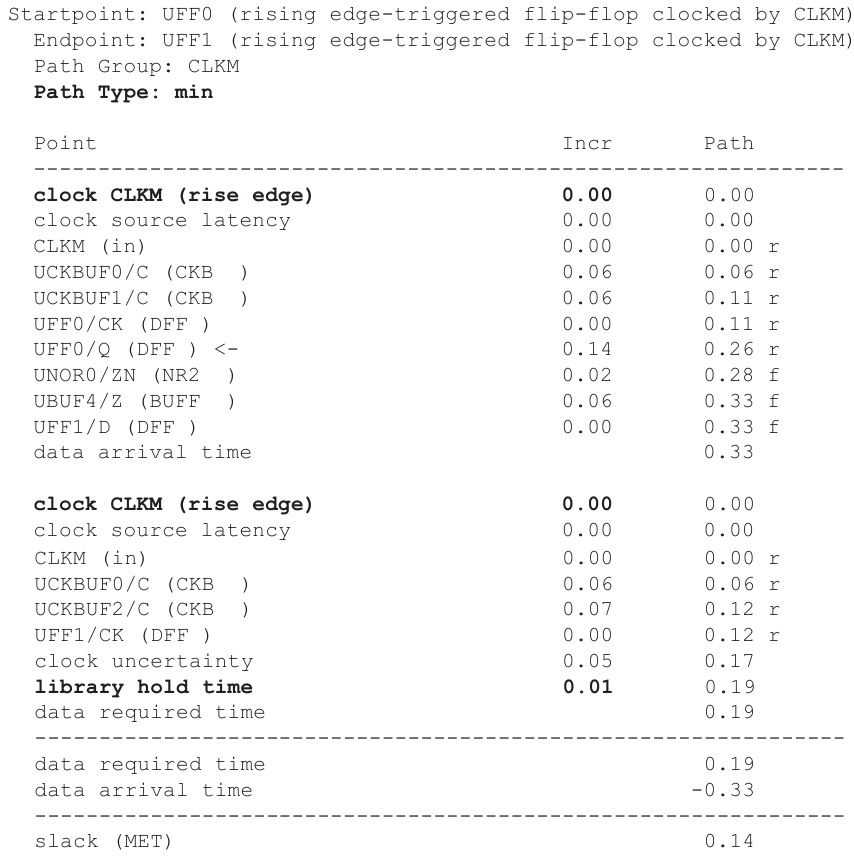 Startpoint: UFF0 (rising edge-triggered flip-flop clocked by CLKM)
Endpoint: UFF1 (rising edge-triggered flip-flop clocked by CLKM)
Path Group: CLKM
Path Type: min
Point Incr Path
---------------------------------------------------------------
clock CLKM (rise edge) 0.00 0.00
clock source latency 0.00 0.00
CLKM (in) 0.00 0.00 r
UCKBUF0/C (CKB ) 0.06 0.06 r
UCKBUF1/C (CKB ) 0.06 0.11 r
UFF0/CK (DFF ) 0.00 0.11 r
UFF0/Q (DFF ) <- 0.14 0.26 r
UNOR0/ZN (NR2 ) 0.02 0.28 f
UBUF4/Z (BUFF ) 0.06 0.33 f
UFF1/D (DFF ) 0.00 0.33 f
data arrival time 0.33
clock CLKM (rise edge) 0.00 0.00
clock source latency 0.00 0.00
CLKM (in) 0.00 0.00 r
UCKBUF0/C (CKB ) 0.06 0.06 r
UCKBUF2/C (CKB ) 0.07 0.12 r
UFF1/CK (DFF ) 0.00 0.12 r
clock uncertainty 0.05 0.17
library hold time 0.01 0.19
data required time 0.19
---------------------------------------------------------------
data required time 0.19
data arrival time -0.33
---------------------------------------------------------------
slack (MET) 0.14